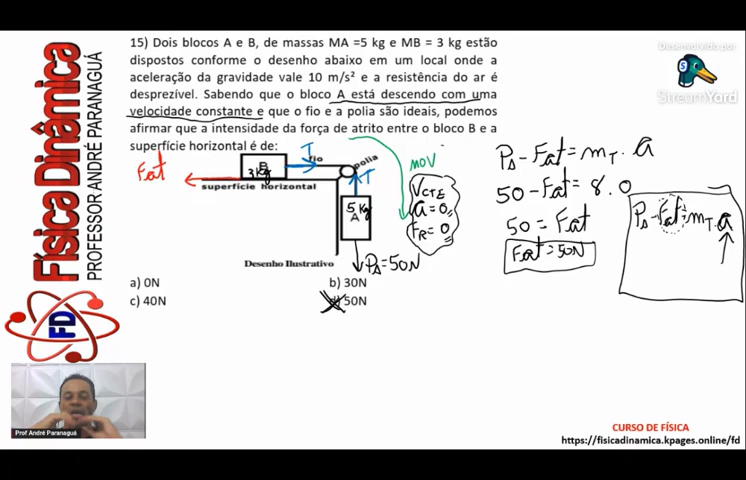 Física Dinâmica
PROFESSOR ANDRÉ PARANAGUÁ
FD
15) Dois blocos A e B, de massas MA =5 kg e MB = 3 kg estão
dispostos conforme o desenho abaixo em um local onde a
aceleração da gravidade vale 10 m/s² e a resistência do ar é
desprezível. Sabendo que o bloco A está descendo com uma
velocidade constante e que o fio e a polia são ideais, podemos
afirmar que a intensidade da força de atrito entre o bloco B e a
superfície horizontal é de:
Fat
B
3kg
T
fio
polia
T
superfície horizontal
5 kg
A
PA=50N
Desenho Ilustrativo
MOV
VCTE
a=0
FR=0
a) 0N
b) 30N
c) 40N
50N
PA-Fat=mT.a
50-Fat=8.0
50=Fat
Fat=50N
PA-Fat=mT.a
Desenvolvido por
S
StreamYard
Prof André Paranaguá
CURSO DE FÍSICA
https://fisicadinamica.kpages.online/fd